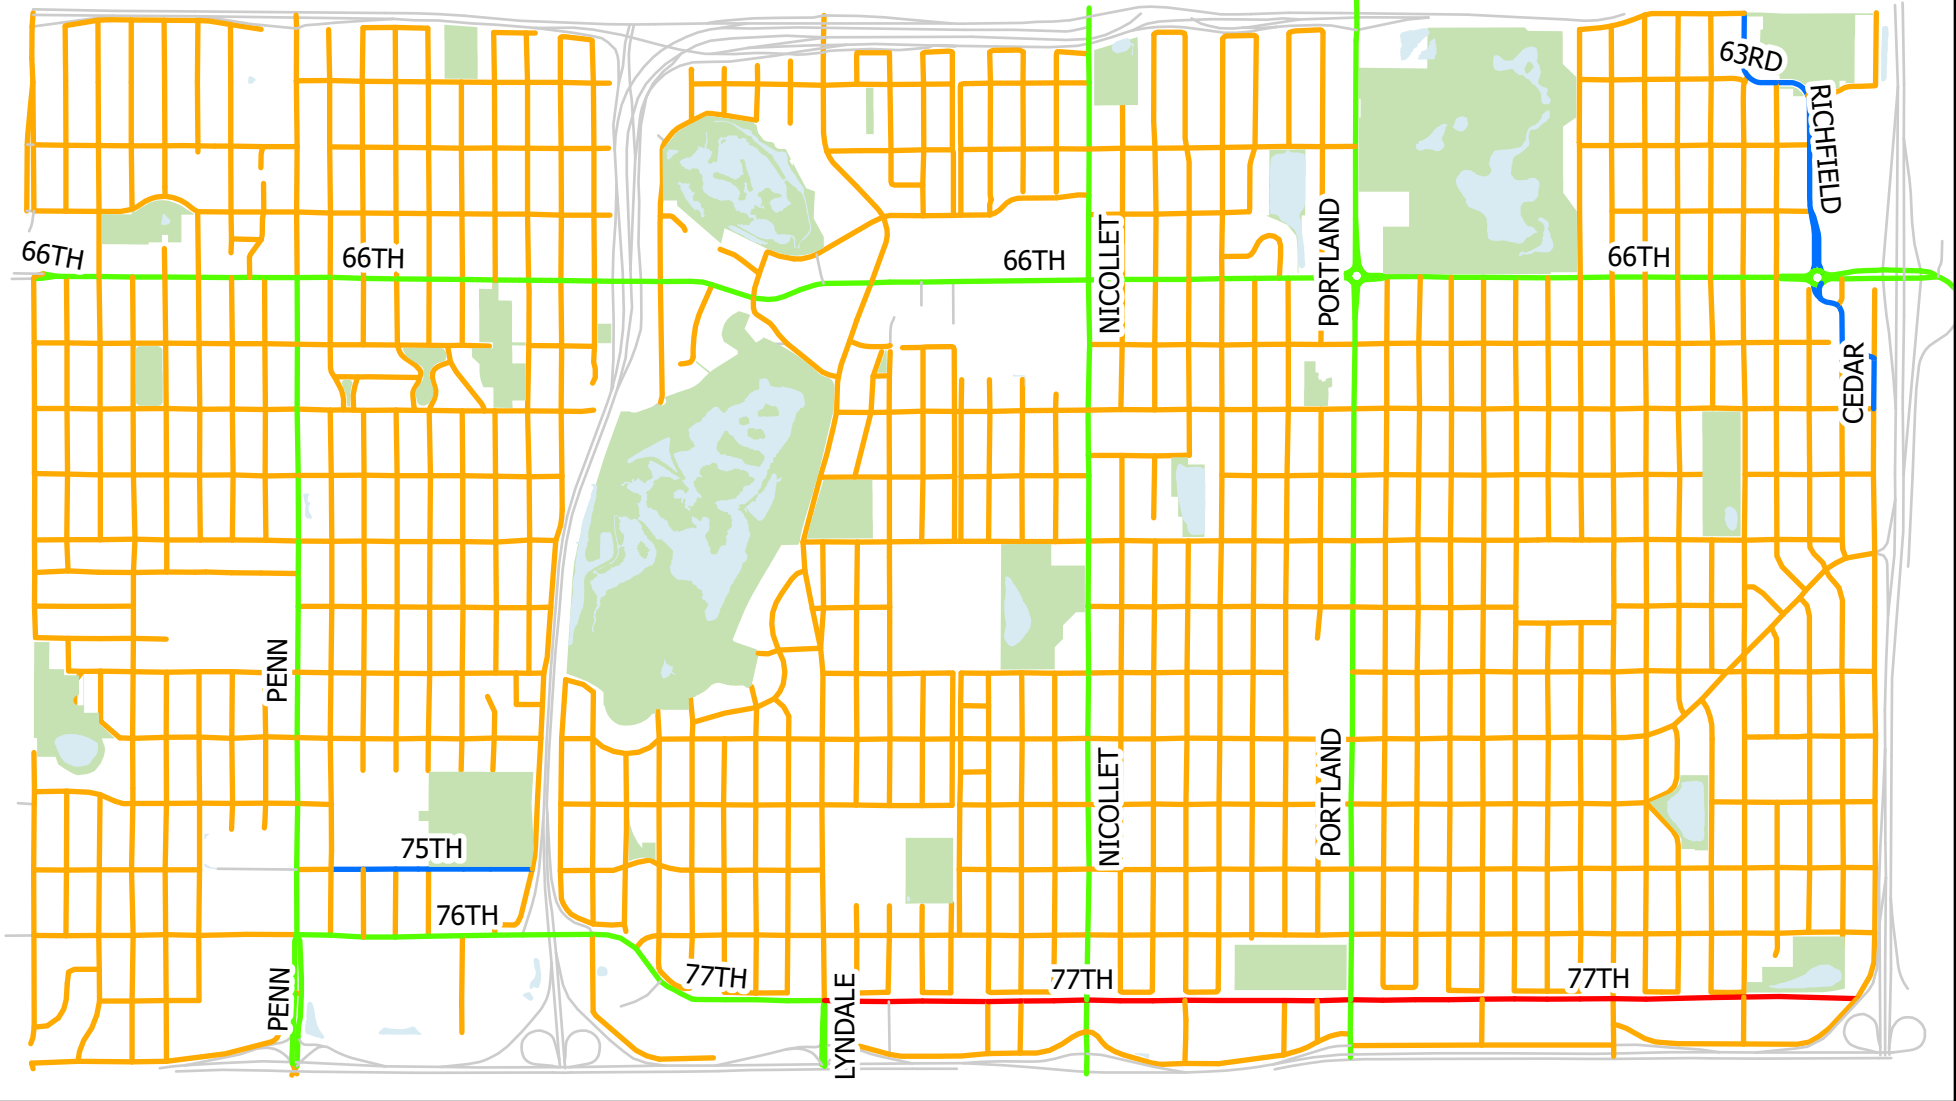 63RD
RICHFIELD
66TH
66TH
66TH
NICOLLET
PORTLAND
66TH
CEDAR
PENN
NICOLLET
PORTLAND
75TH
76TH
PENN
77TH
LYNDALE
77TH
77TH